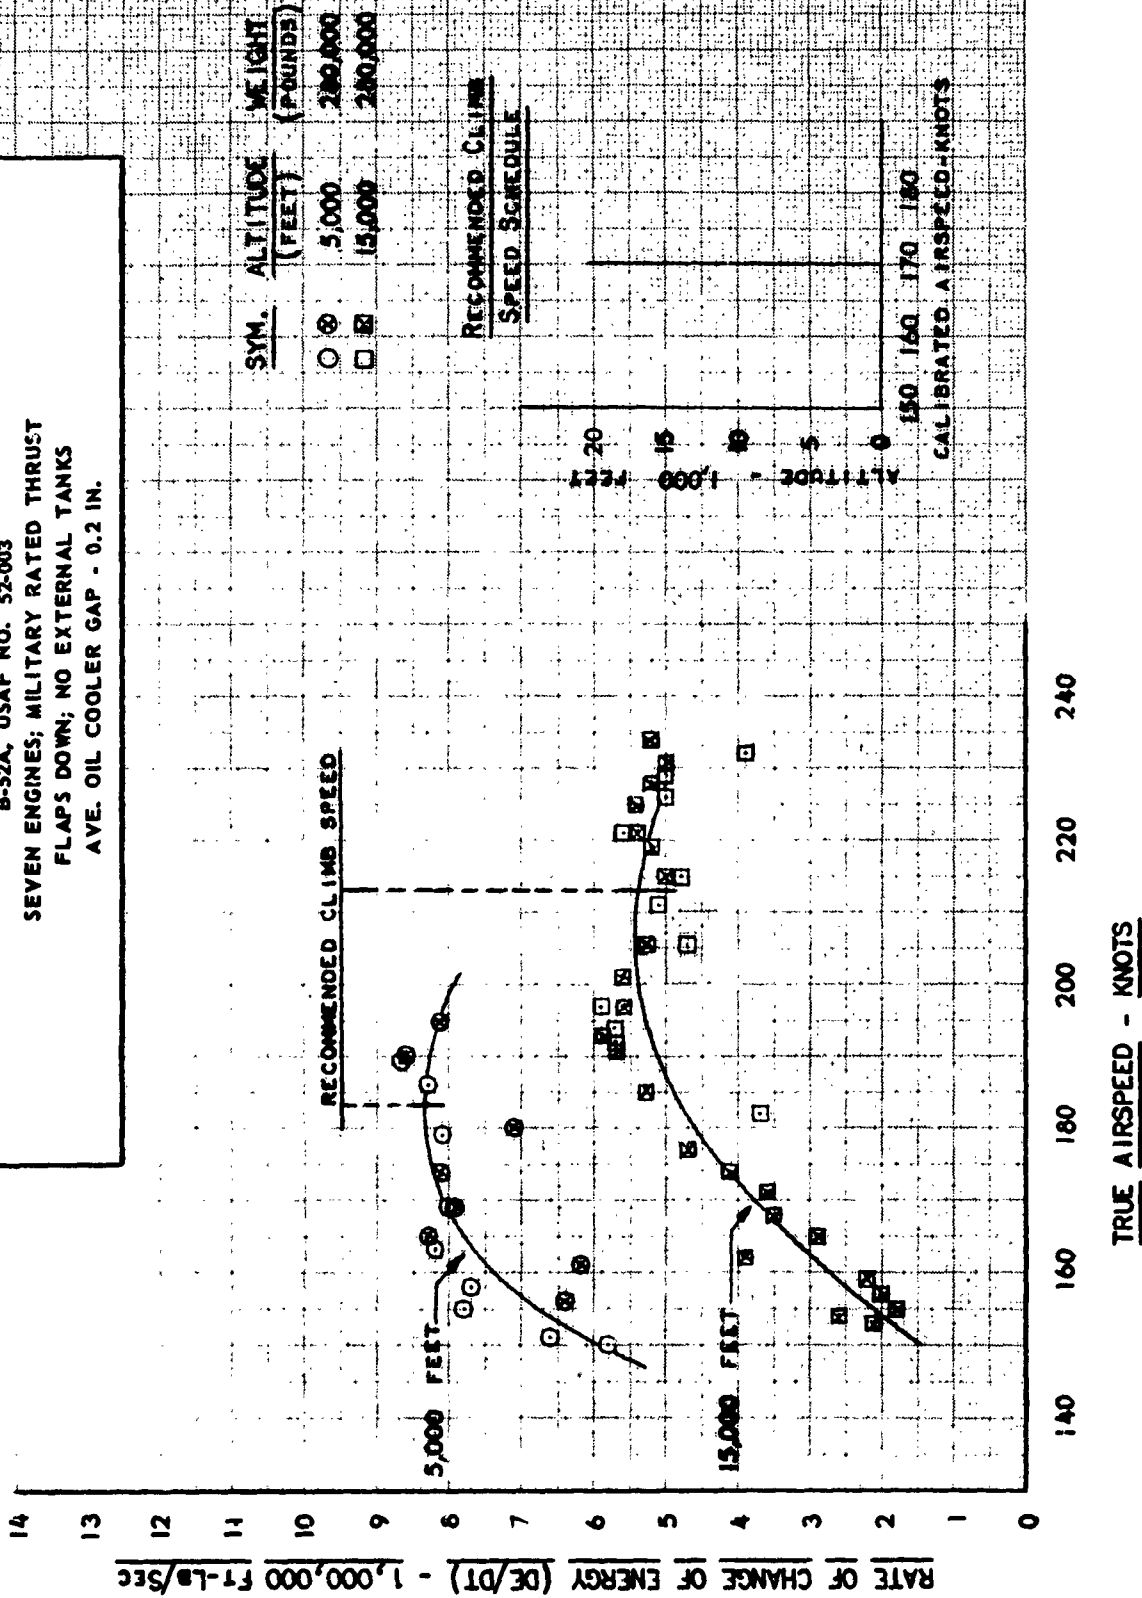 B-52A, USAF NO. 52-003
SEVEN ENGINES; MILITARY RATED THRUST
FLAPS DOWN; NO EXTERNAL TANKS
AVE. OIL COOLER GAP - 0.2 IN.
SYM. ALTITUDE WEIGHT
(FEET) (POUNDS)
5,000 280,000
15,000 280,000
RECOMMENDED CLIMB
SPEED SCHEDULE
20
15
10
5
0
ALTITUDE - 1,000 FEET
150 160 170 180
CALIBRATED AIRSPEED-KNOTS
RECOMMENDED CLIMB SPEED
5,000 FEET
15,000 FEET
14
13
12
11
10
9
8
7
6
5
4
3
2
1
0
RATE OF CHANGE OF ENERGY (DE/DT) - 1,000,000 FT-LB/SEC
140 160 180 200 220 240
TRUE AIRSPEED - KNOTS